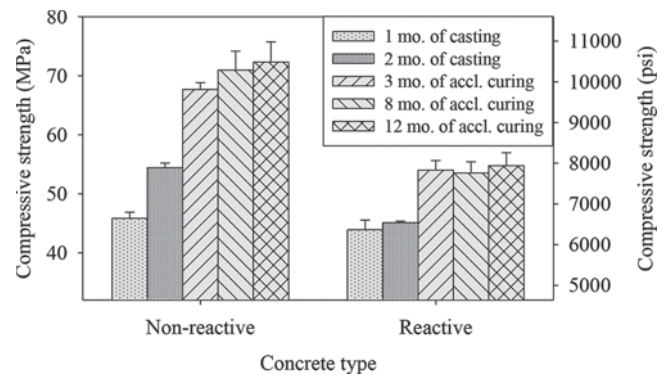 80
70
60
50
40
Compressive strength (MPa)
1 mo. of casting
2 mo. of casting
3 mo. of accl. curing
8 mo. of accl. curing
12 mo. of accl. curing
11000
10000
9000
8000
7000
6000
5000
Compressive strength (psi)
Non-reactive
Reactive
Concrete type